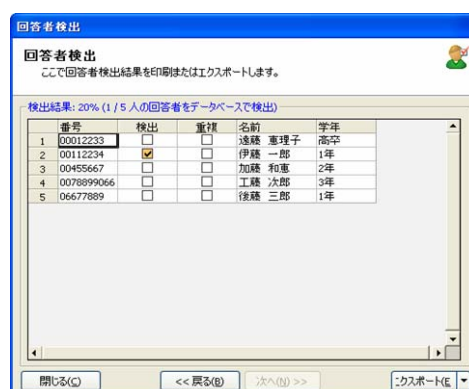 回答者検出
回答者検出
ここで回答者検出結果を印刷またはエクスポートします。
検出結果: 20% (1 / 5 人の回答者をデータベースで検出)
番号 検出 重複 名前 学年
1 00012233 遠藤 恵理子 高卒
2 00112234 伊藤 一郎 1年
3 00455667 加藤 和恵 2年
4 0078899066 工藤 次郎 3年
5 06677889 後藤 三郎 1年
閉じる(C) << 戻る(B) 次へ(N) >> エクスポート(E